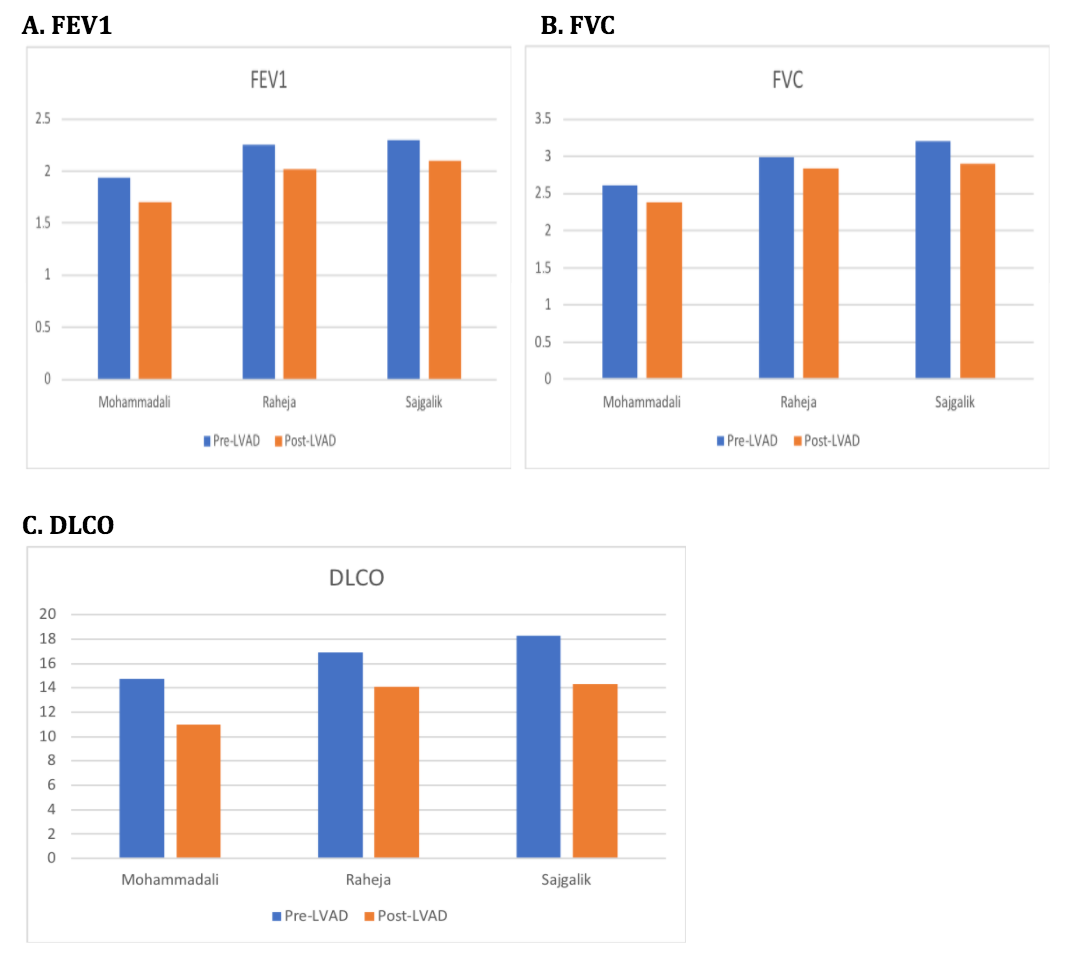 A. FEV1
FEV1
2.5
2
1.5
1
0.5
0
Mohammadali Raheja Sajgalik
Pre-LVAD Post-LVAD
B. FVC
FVC
3.5
3
2.5
2
1.5
1
0.5
0
Mohammadali Raheja Sajgalik
Pre-LVAD Post-LVAD
C. DLCO
DLCO
20
18
16
14
12
10
8
6
4
2
0
Mohammadali Raheja Sajgalik
Pre-LVAD Post-LVAD